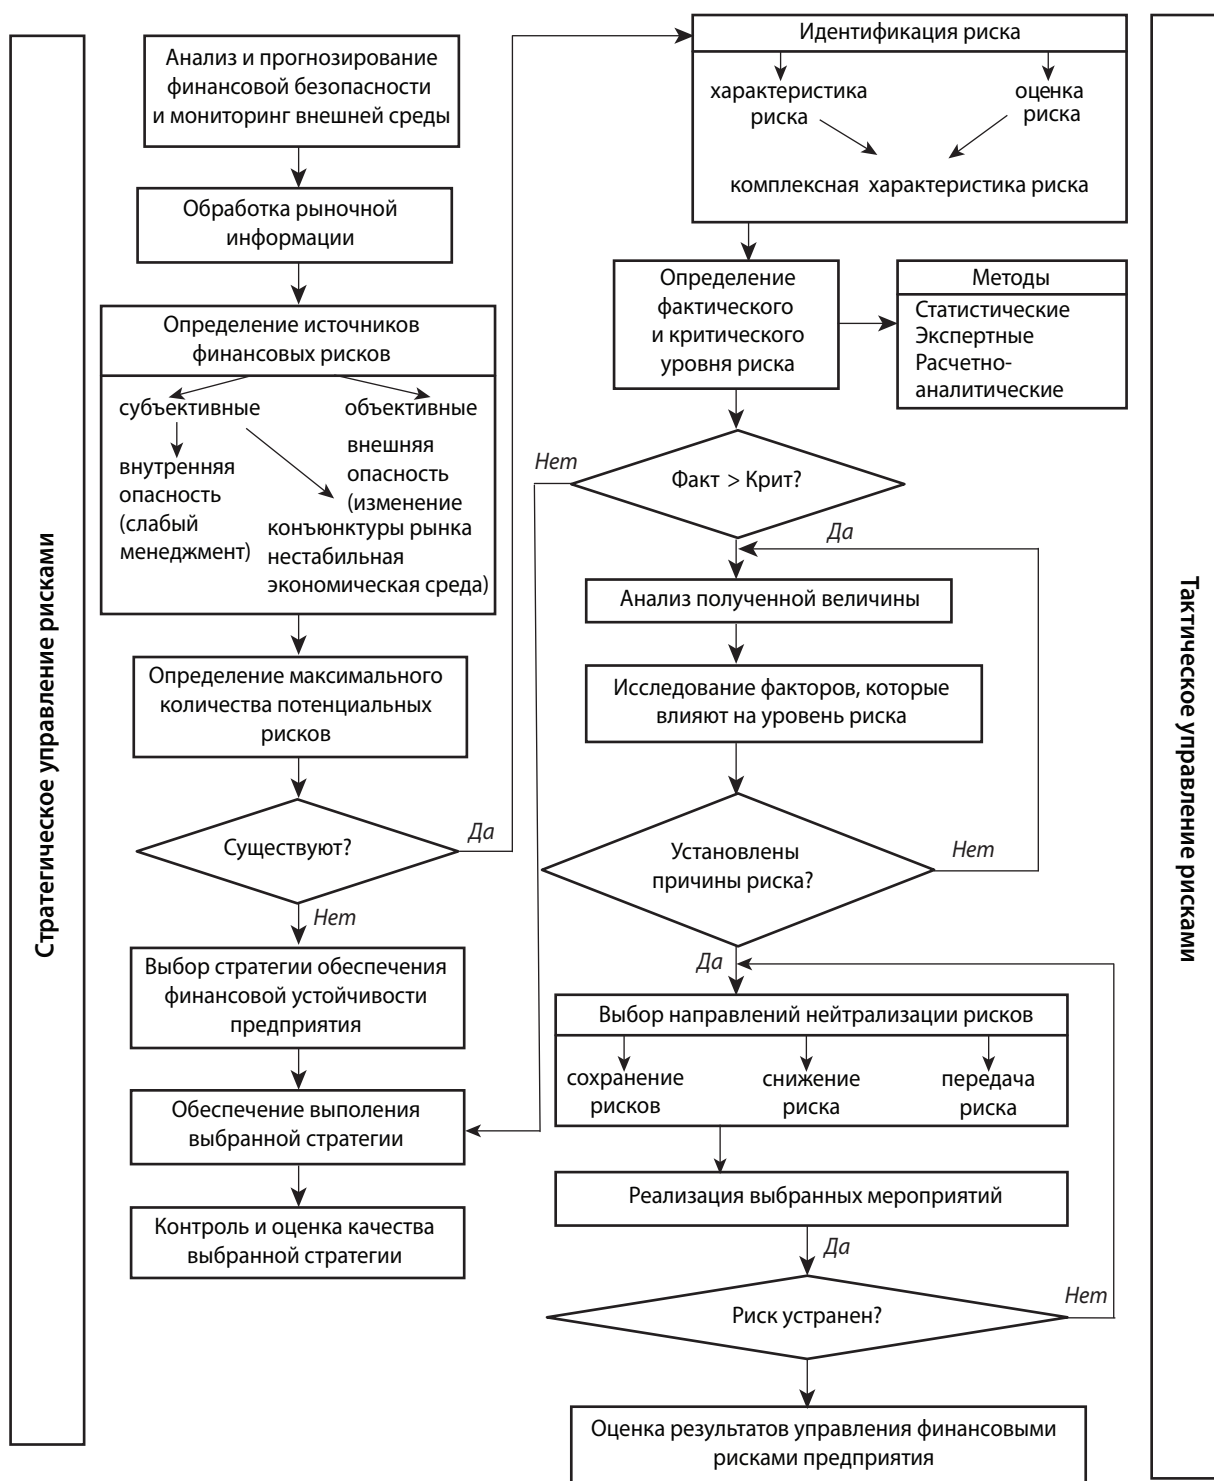 Стратегическое управление рисками
Анализ и прогнозирование
финансовой безопасности
и мониторинг внешней среды
Обработка рыночной
информации
Определение источников
финансовых рисков
субъективные
объективные
внутренняя
опасность
(слабый
менеджмент)
внешняя
опасность
(изменение
конъюнктуры рынка
нестабильная
экономическая среда)
Определение максимального
количества потенциальных
рисков
Существуют?
Да
Нет
Выбор стратегии обеспечения
финансовой устойчивости
предприятия
Обеспечение выполения
выбранной стратегии
Контроль и оценка качества
выбранной стратегии
Идентификация риска
характеристика
риска
оценка
риска
комплексная характеристика риска
Определение
фактического
и критического
уровня риска
Методы
Статистические
Экспертные
Расчетно-
аналитические
Нет
Факт > Крит?
Да
Анализ полученной величины
Исследование факторов, которые
влияют на уровень риска
Установлены
причины риска?
Нет
Да
Выбор направлений нейтрализации рисков
сохранение
рисков
снижение
риска
передача
риска
Реализация выбранных мероприятий
Да
Риск устранен?
Нет
Оценка результатов управления финансовыми
рисками предприятия
Тактическое управление рисками